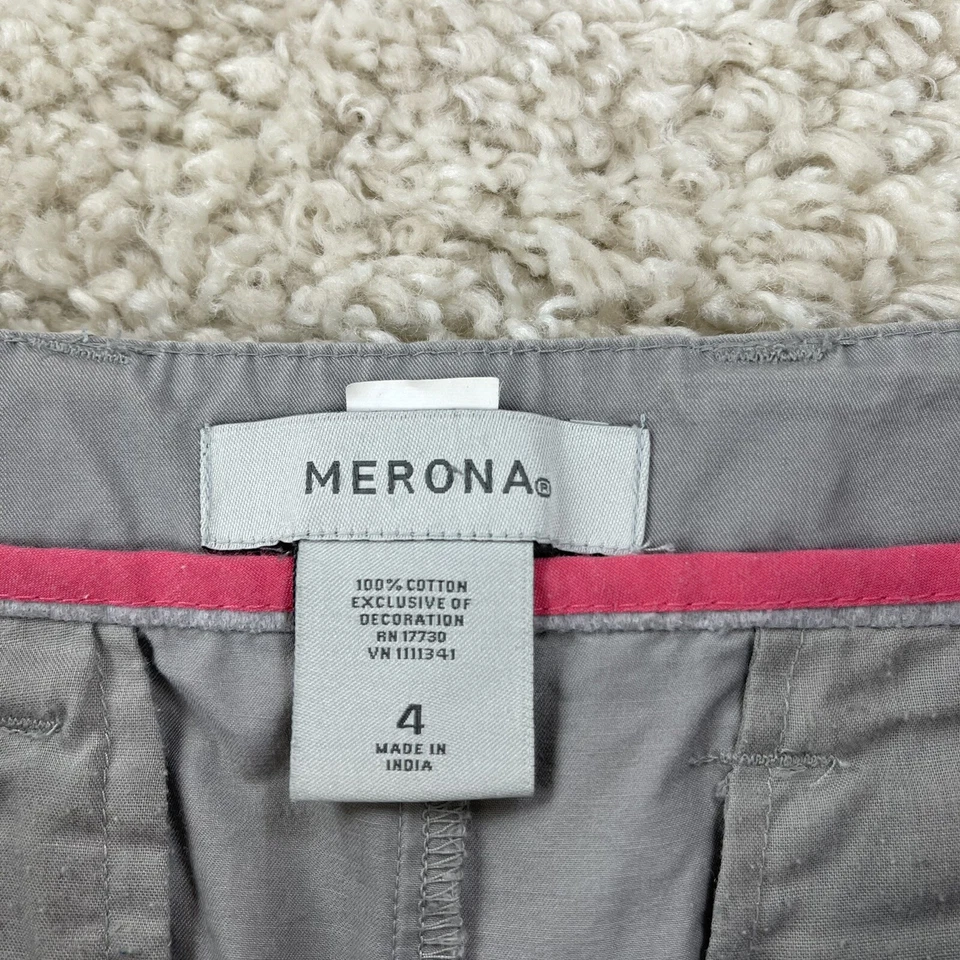 MERONA®
100% COTTON
EXCLUSIVE OF
DECORATION
RN 17730
VN 1111341
4
MADE IN
INDIA